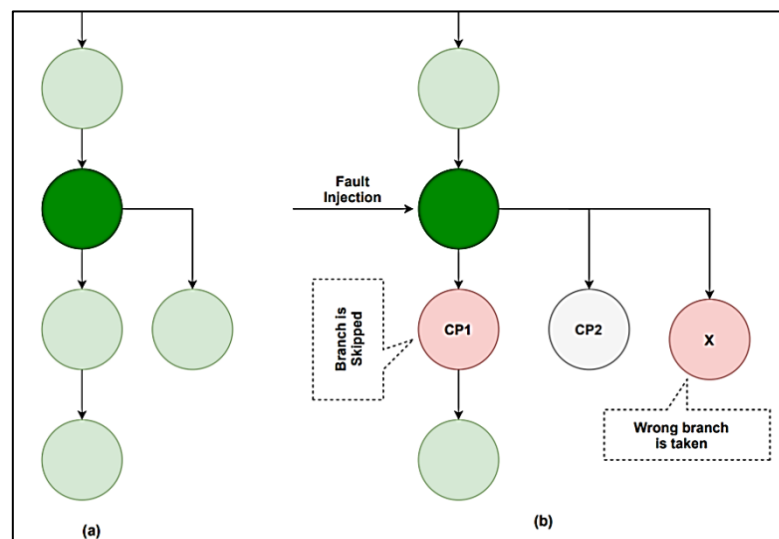 Fault
Injection
Branch is
Skipped
CP1
CP2
X
Wrong branch
is taken
(a)
(b)